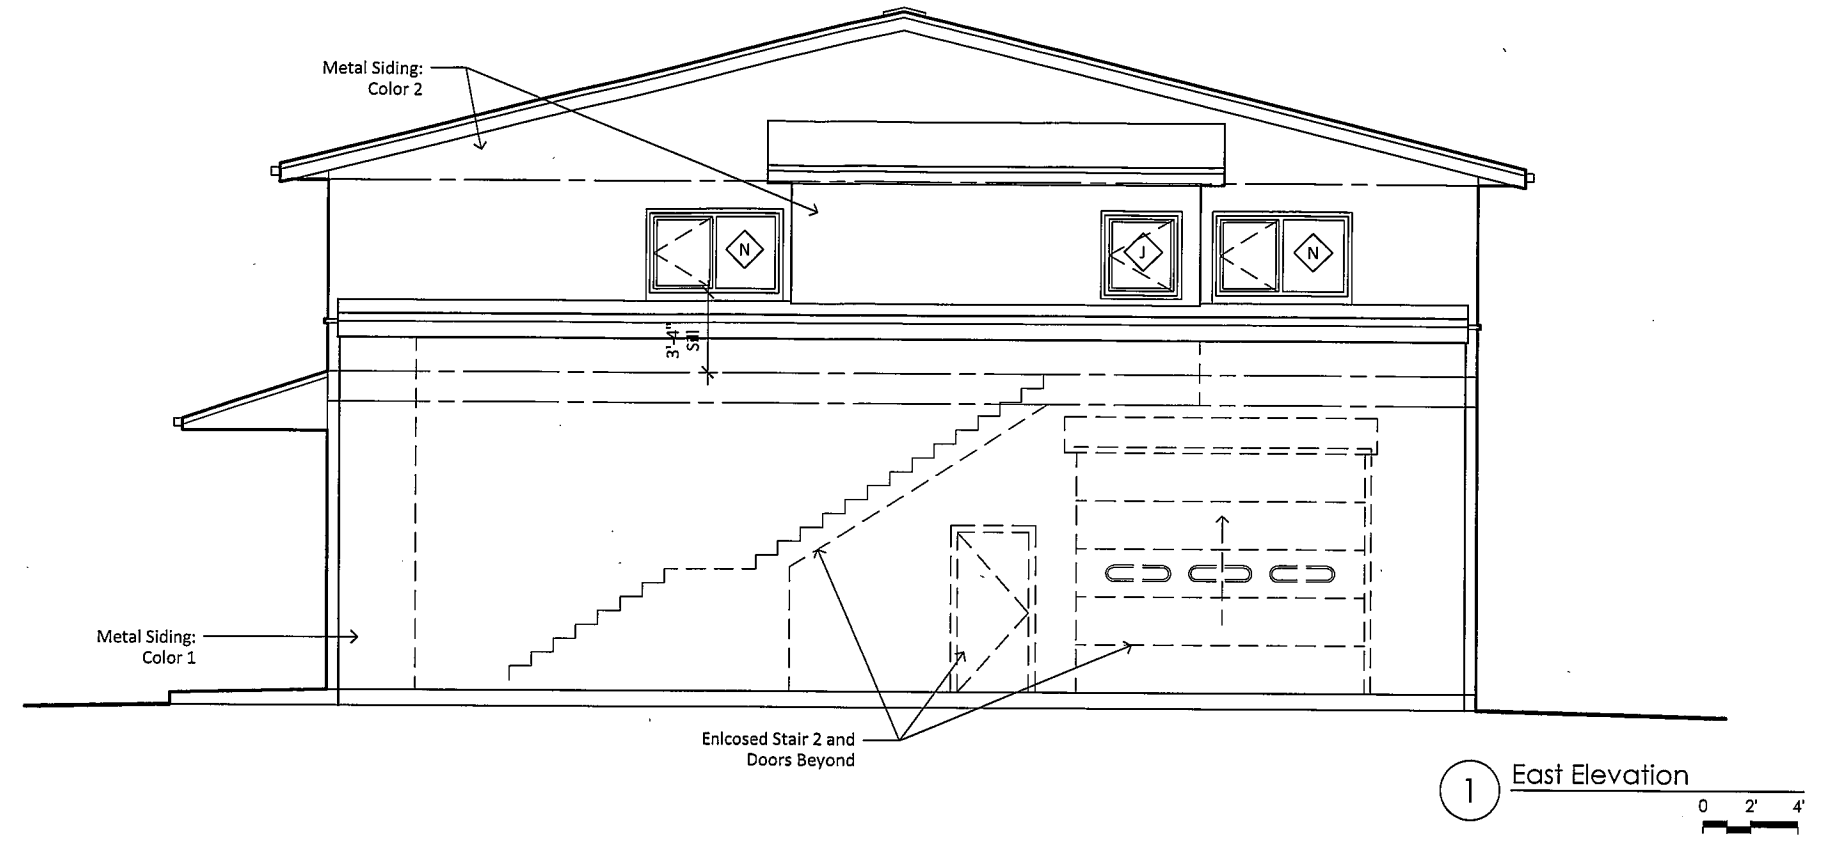 Metal Siding:
Color 2
N
J
N
3'-4"
Sill
Metal Siding:
Color 1
Enlcosed Stair 2 and
Doors Beyond
1
East Elevation
0 2' 4'